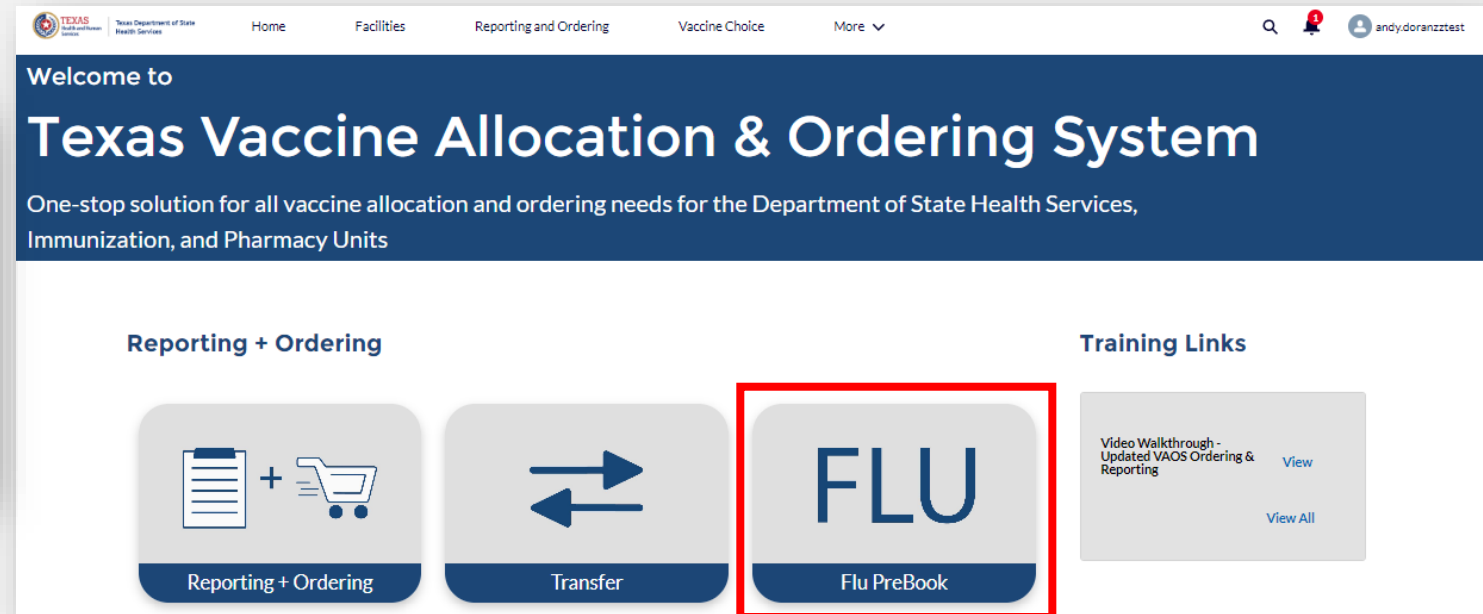 TEXAS
Health and Human
Services
Texas Department of State
Health Services
Home
Facilities
Reporting and Ordering
Vaccine Choice
More
1
andy.doranzztest
Welcome to
Texas Vaccine Allocation & Ordering System
One-stop solution for all vaccine allocation and ordering needs for the Department of State Health Services,
Immunization, and Pharmacy Units
Reporting + Ordering
Training Links
+
FLU
Reporting + Ordering
Transfer
Flu PreBook
Video Walkthrough -
Updated VAOS Ordering &
Reporting
View
View All